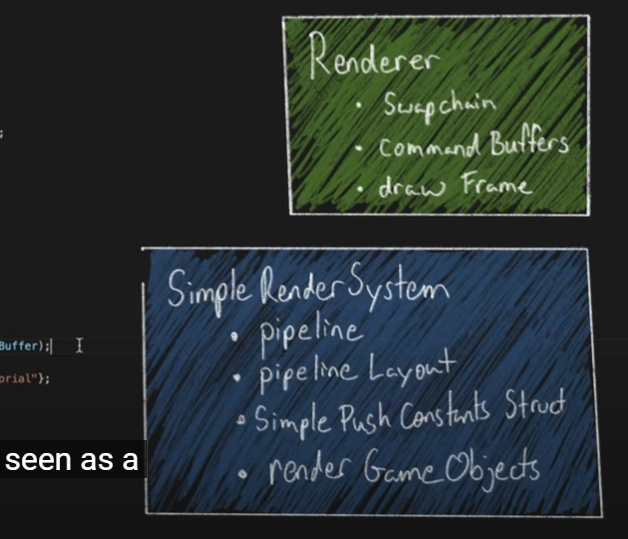 ;
Renderer
• Swapchain
• command Buffers
• draw Frame
Simple Render System
• pipeline
• pipeline Layout
• Simple Push Constants Struct
• render Game Objects
Buffer);
orial"};
seen as a